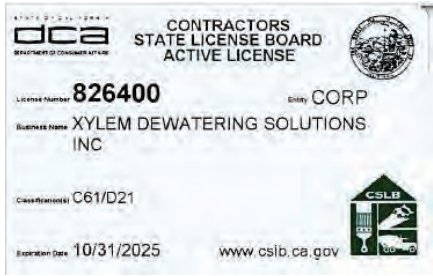 STATE OF CALIFORNIA
dca
DEPARTMENT OF CONSUMER AFFAIRS
CONTRACTORS
STATE LICENSE BOARD
ACTIVE LICENSE
License Number 826400
Entity CORP
Business Name XYLEM DEWATERING SOLUTIONS
INC
Classification(s) C61/D21
CSLB
Expiration Date 10/31/2025
www.cslb.ca.gov